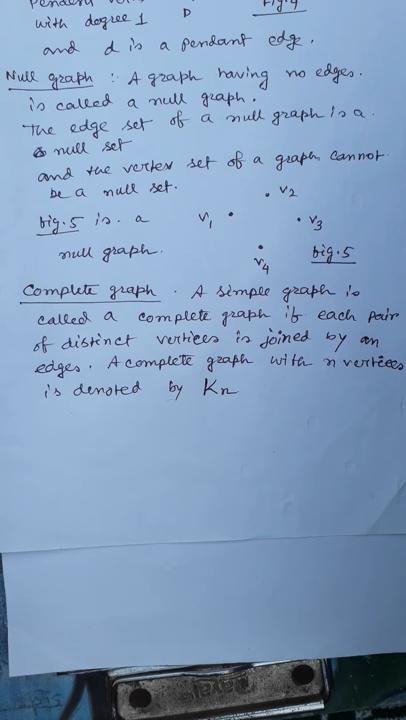 Pendent
Fig.4
with degree 1 D
and d is a pendant edge.
Null graph : A graph having no edges.
is called a null graph.
The edge set of a null graph is a.
null set
and the vertex set of a graph cannot
be a null set.
V2
fig.5 is. a V1 V3
null graph. V4 fig.5
Complete graph . A simple graph is
called a complete graph if each pair
of distinct vertices is joined by an
edges. A complete graph with n vertices
is denoted by Kn